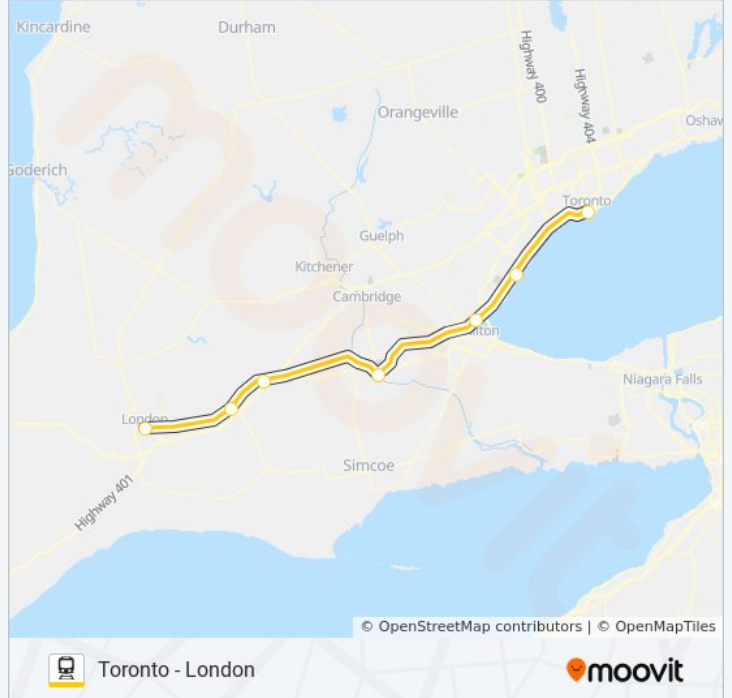 Kincardine
Durham
Highway 400
Highway 404
Orangeville
Oshaw
Goderich
Toronto
Guelph
Kitchener
Cambridge
ilton
Niagara Falls
London
Simcoe
Highway 401
© OpenStreetMap contributors | © OpenMapTiles
Toronto - London
moovit